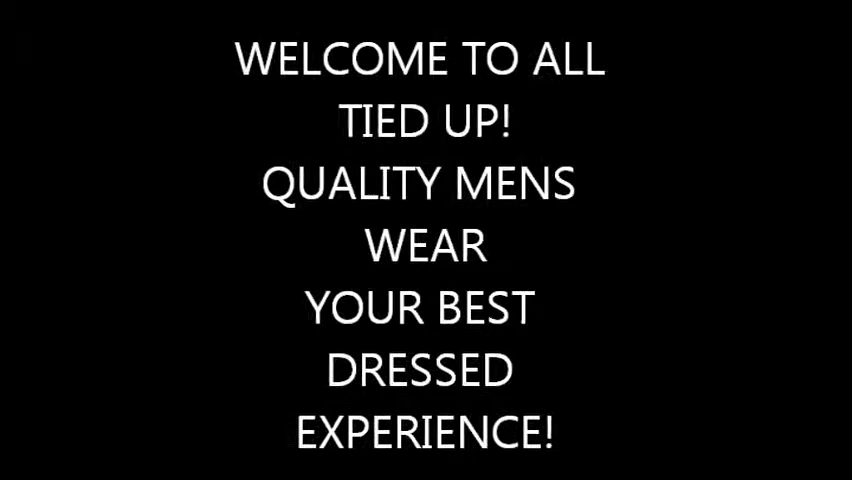 WELCOME TO ALL
TIED UP!
QUALITY MENS
WEAR
YOUR BEST
DRESSED
EXPERIENCE!